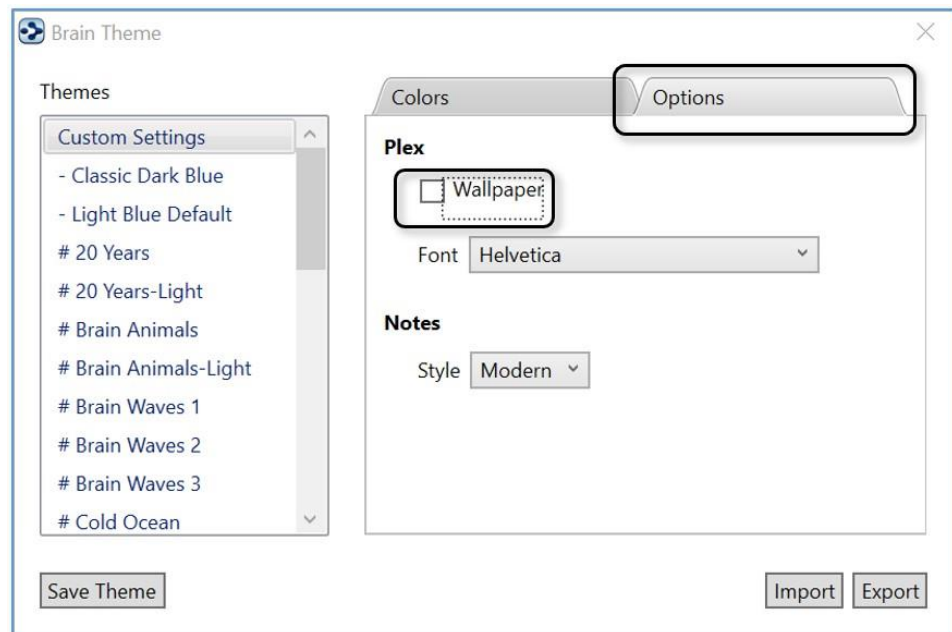 Brain Theme
Themes
Custom Settings
- Classic Dark Blue
- Light Blue Default
# 20 Years
# 20 Years-Light
# Brain Animals
# Brain Animals-Light
# Brain Waves 1
# Brain Waves 2
# Brain Waves 3
# Cold Ocean
Colors
Options
Plex
Wallpaper
Font Helvetica
Notes
Style Modern
Save Theme
Import
Export